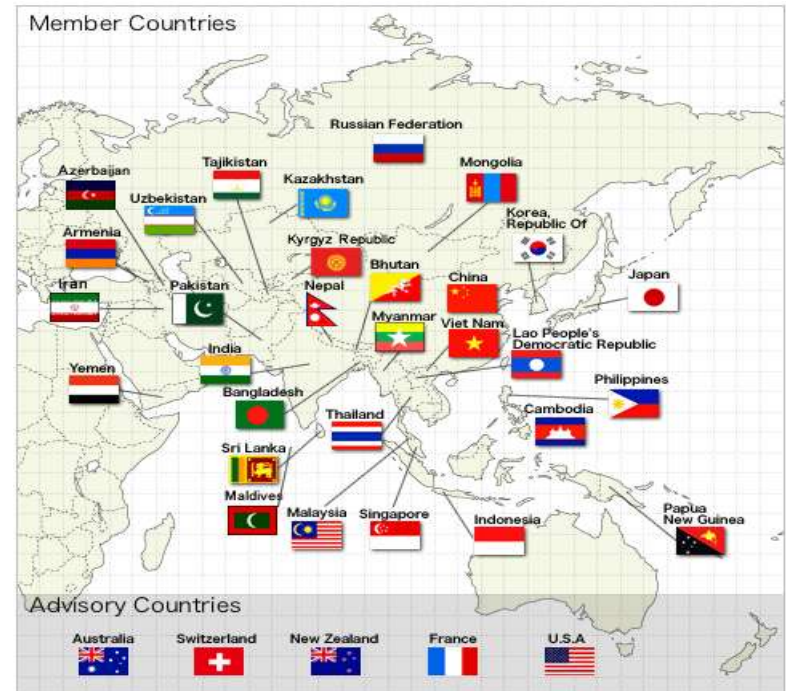 Member Countries
Russian Federation
Azerbaijan
Tajikistan
Mongolia
Kazakhstan
Uzbekistan
Korea,
Republic Of
Armenia
Kyrgyz Republic
Bhutan
China
Japan
Iran
Pakistan
Nepal
Myanmar
Viet Nam
Lao People's
Democratic Republic
India
Yemen
Philippines
Bangladesh
Thailand
Cambodia
Sri Lanka
Maldives
Malaysia
Singapore
Indonesia
Papua
New Guinea
Advisory Countries
Australia
Switzerland
New Zealand
France
U.S.A